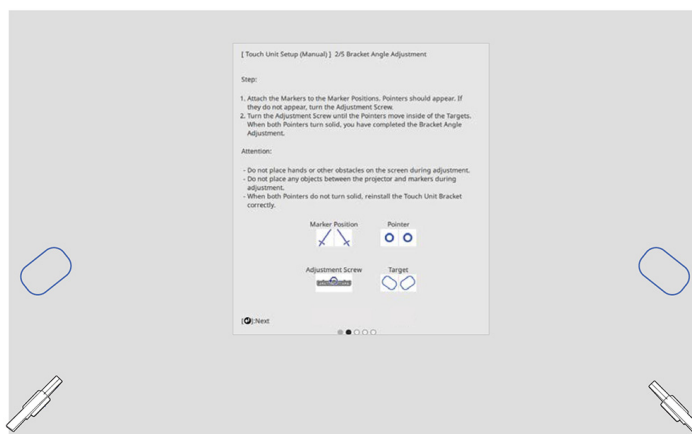 [ Touch Unit Setup (Manual) ] 2/5 Bracket Angle Adjustment
Step:
1. Attach the Markers to the Marker Positions. Pointers should appear. If
they do not appear, turn the Adjustment Screw.
2. Turn the Adjustment Screw until the Pointers move inside of the Targets.
When both Pointers turn solid, you have completed the Bracket Angle
Adjustment.
Attention:
- Do not place hands or other obstacles on the screen during adjustment.
- Do not place any objects between the projector and markers during
adjustment.
- When both Pointers do not turn solid, reinstall the Touch Unit Bracket
correctly.
Marker Position Pointer
Adjustment Screw Target
[ ]:Next